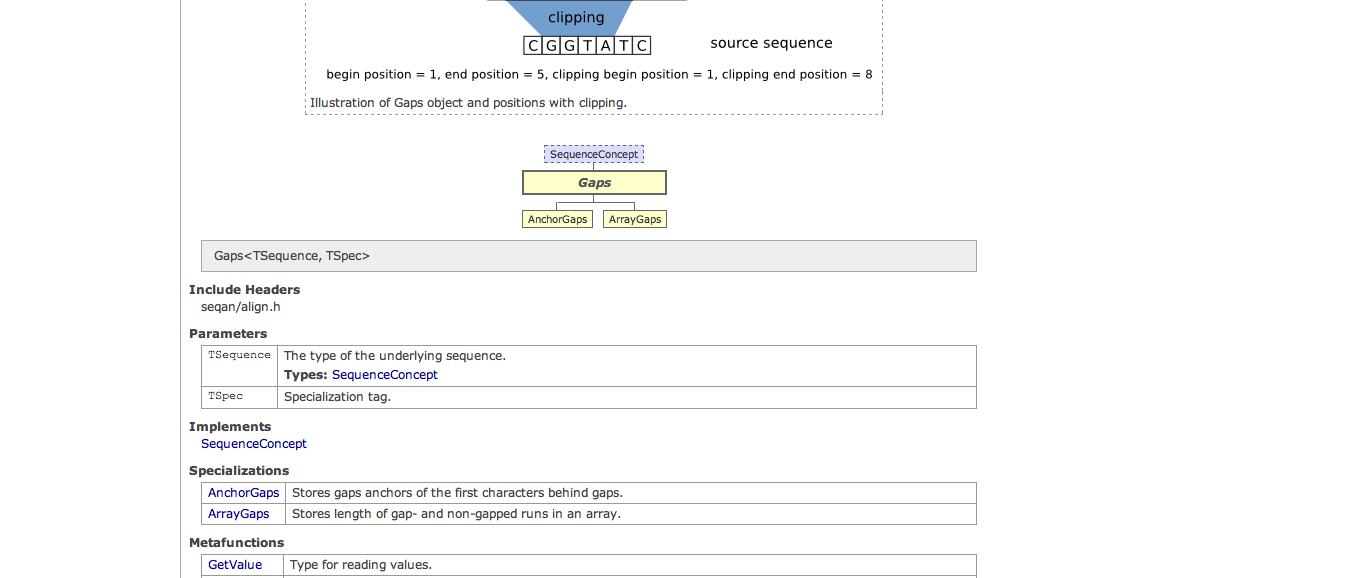 clipping
C G G T A T C
source sequence
begin position = 1, end position = 5, clipping begin position = 1, clipping end position = 8
Illustration of Gaps object and positions with clipping.
SequenceConcept
Gaps
AnchorGaps ArrayGaps
Gaps<TSequence, TSpec>
Include Headers
seqan/align.h
Parameters
TSequence The type of the underlying sequence.
Types: SequenceConcept
TSpec Specialization tag.
Implements
SequenceConcept
Specializations
AnchorGaps Stores gaps anchors of the first characters behind gaps.
ArrayGaps Stores length of gap- and non-gapped runs in an array.
Metafunctions
GetValue Type for reading values.